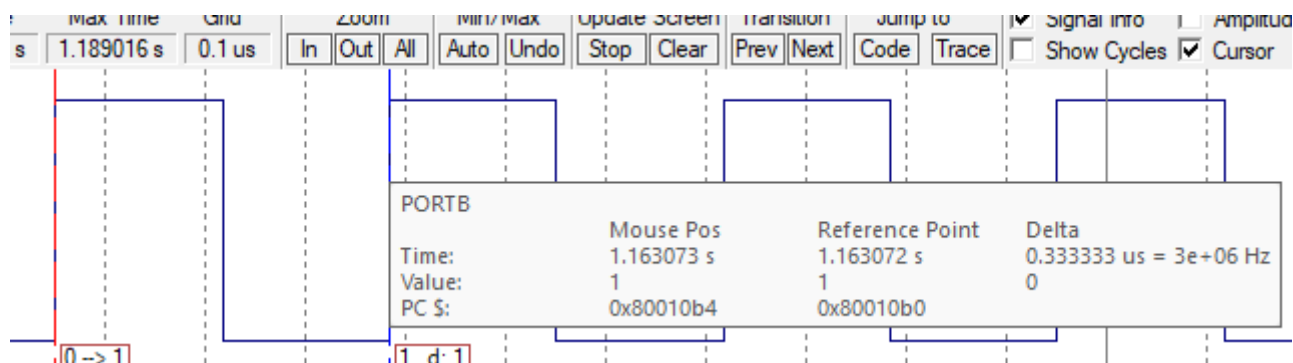 Max Time Grid Zoom Min/Max Update Screen Transition Jump to Signal Info
s 1.189016 s 0.1 us In Out All Auto Undo Stop Clear Prev Next Code Trace Show Cycles Cursor
PORTB
Mouse Pos Reference Point Delta
Time: 1.163073 s 1.163072 s 0.333333 us = 3e+06 Hz
Value: 1 1 0
PC $: 0x80010b4 0x80010b0
0 --> 1 1, d: 1